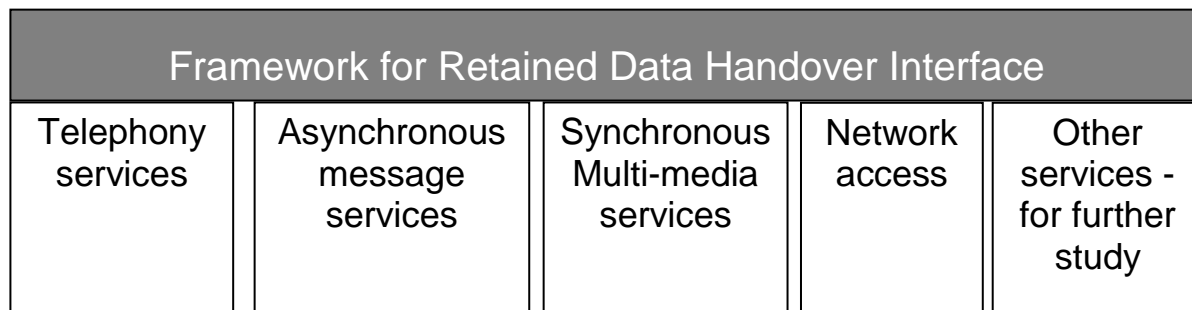 Framework for Retained Data Handover Interface
Telephony
services
Asynchronous
message
services
Synchronous
Multi-media
services
Network
access
Other
services -
for further
study